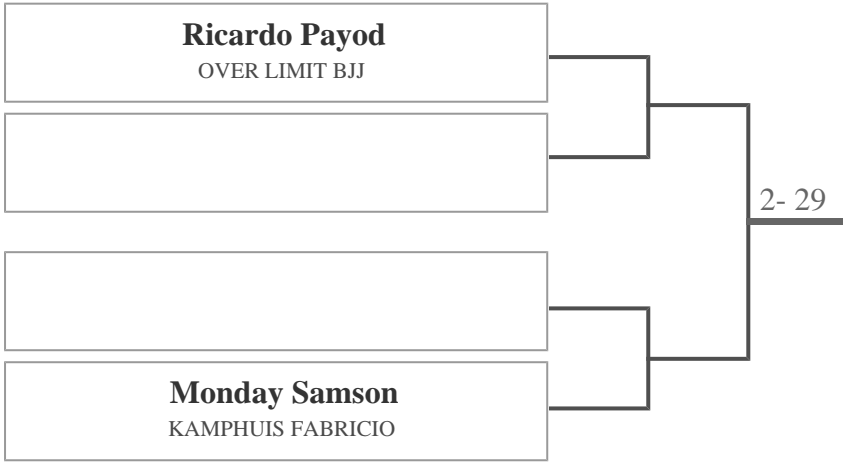 Ricardo Payod
OVER LIMIT BJJ
2- 29
Monday Samson
KAMPHUIS FABRICIO